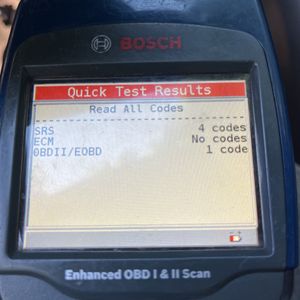 BOSCH
Quick Test Results
Read All Codes
SRS 4 codes
ECM No codes
OBDII/EOBD 1 code
Enhanced OBD I & II Scan